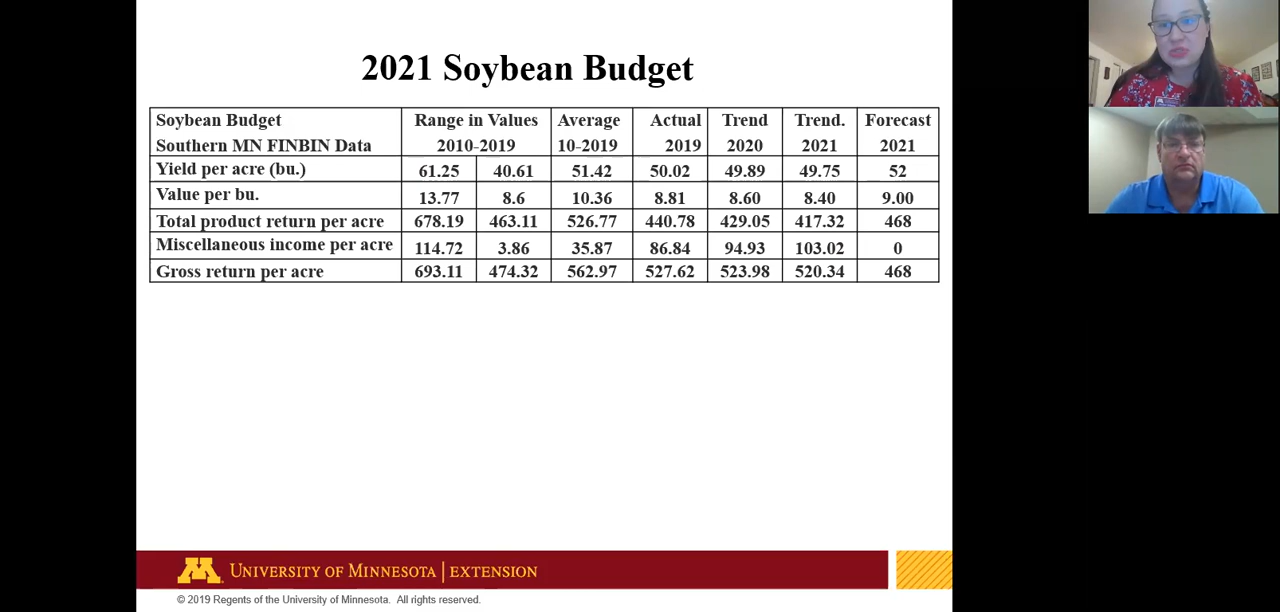 2021 Soybean Budget
Soybean Budget Range in Values Average Actual Trend Trend. Forecast
Southern MN FINBIN Data 2010-2019 10-2019 2019 2020 2021 2021
Yield per acre (bu.) 61.25 40.61 51.42 50.02 49.89 49.75 52
Value per bu. 13.77 8.6 10.36 8.81 8.60 8.40 9.00
Total product return per acre 678.19 463.11 526.77 440.78 429.05 417.32 468
Miscellaneous income per acre 114.72 3.86 35.87 86.84 94.93 103.02 0
Gross return per acre 693.11 474.32 562.97 527.62 523.98 520.34 468
M UNIVERSITY OF MINNESOTA | EXTENSION
© 2019 Regents of the University of Minnesota. All rights reserved.